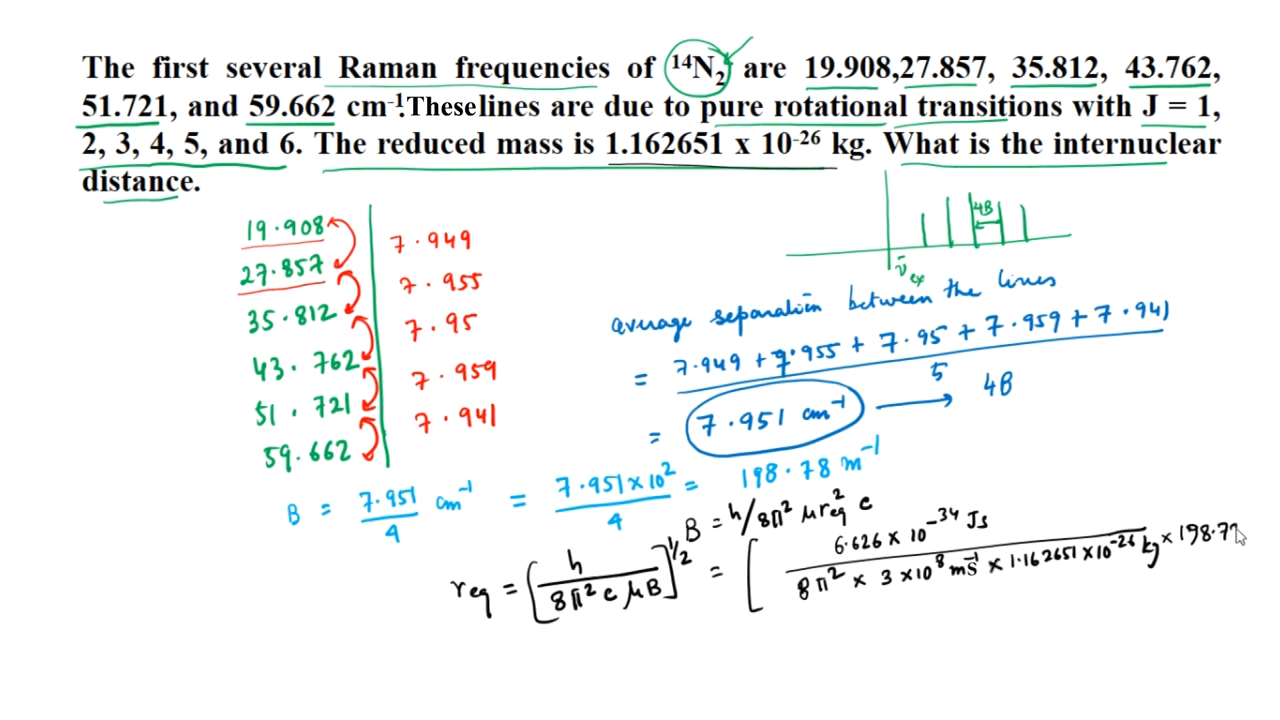 The first several Raman frequencies of ¹⁴N₂ are 19.908,27.857, 35.812, 43.762,
51.721, and 59.662 cm⁻¹.These lines are due to pure rotational transitions with J = 1,
2, 3, 4, 5, and 6. The reduced mass is 1.162651 x 10⁻²⁶ kg. What is the internuclear
distance.
19.908
27.857
35.812
43.762
51.721
59.662
7.949
7.955
7.95
7.959
7.941
4B
ν̄ex
average separation between the lines
= 7.949 + 7.955 + 7.95 + 7.959 + 7.941 / 5
= 7.951 cm⁻¹ → 4B
B = 7.951/4 cm⁻¹ = 7.951×10²/4 = 198.78 m⁻¹
B = h/8π² μ req² c
req = [h / 8π² c μ B]^1/2 = [6.626 × 10⁻³⁴ Js / 8π² × 3 × 10⁸ ms⁻¹ × 1.162651 × 10⁻²⁶ kg × 198.7